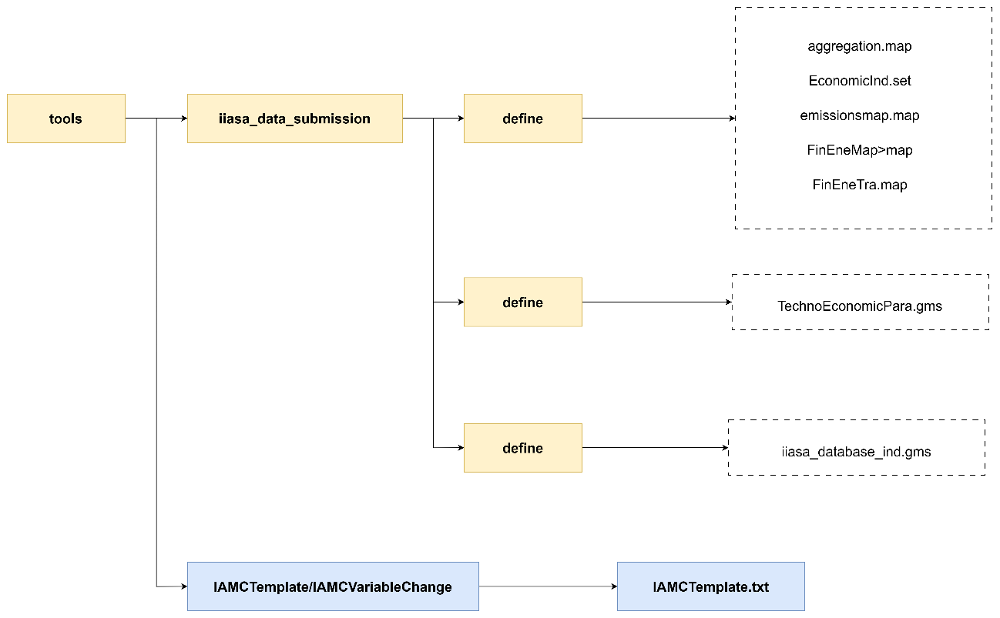 tools
iiasa_data_submission
define
aggregation.map
EconomicInd.set
emissionsmap.map
FinEneMap>map
FinEneTra.map
define
TechnoEconomicPara.gms
define
iiasa_database_ind.gms
IAMCTemplate/IAMCVariableChange
IAMCTemplate.txt